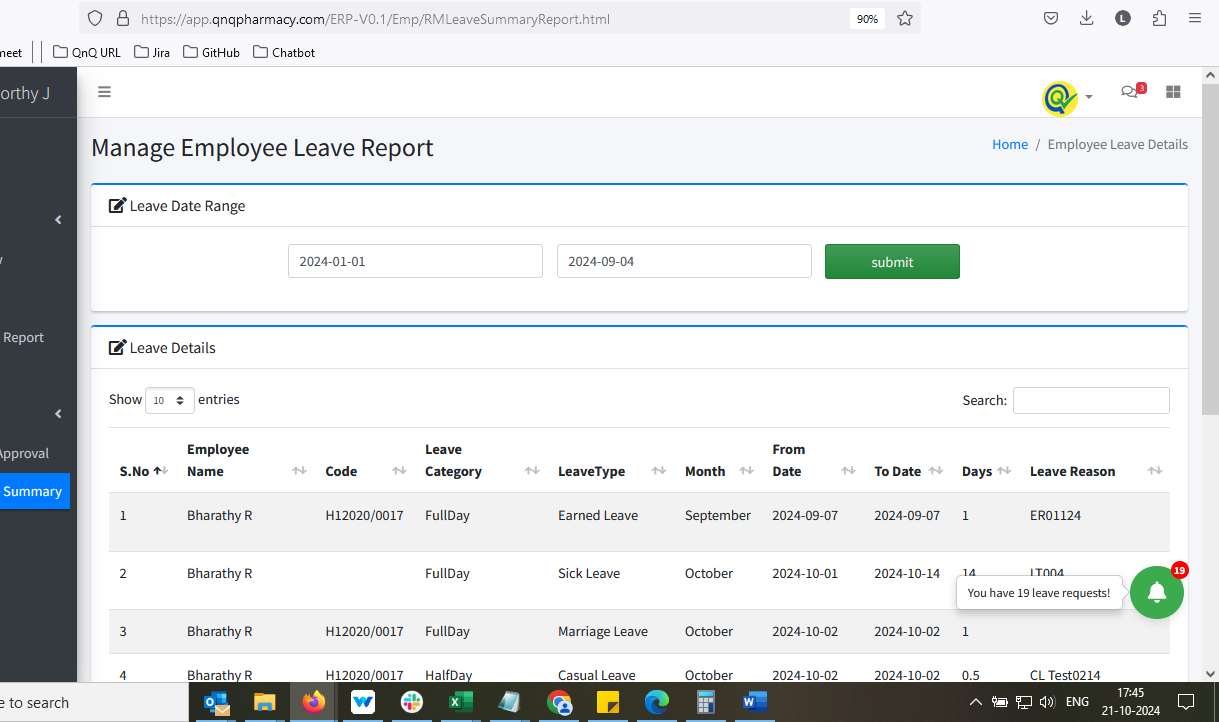 https://app.qnqpharmacy.com/ERP-V0.1/Emp/RMLeaveSummaryReport.html
90%
L
QnQ URL Jira GitHub Chatbot
orthy J
3
Manage Employee Leave Report
Home / Employee Leave Details
Leave Date Range
2024-01-01 2024-09-04 submit
Report
Leave Details
Show 10 entries
Search:
Approval
Summary
S.No Employee Name Code Leave Category LeaveType Month From Date To Date Days Leave Reason
1 Bharathy R H12020/0017 FullDay Earned Leave September 2024-09-07 2024-09-07 1 ER01124
2 Bharathy R FullDay Sick Leave October 2024-10-01 2024-10-14 14 LT004
19
You have 19 leave requests!
3 Bharathy R H12020/0017 FullDay Marriage Leave October 2024-10-02 2024-10-02 1
4 Bharathy R H12020/0017 HalfDay Casual Leave October 2024-10-02 2024-10-02 0.5 CL Test0214
e to search
ENG
17:45
21-10-2024